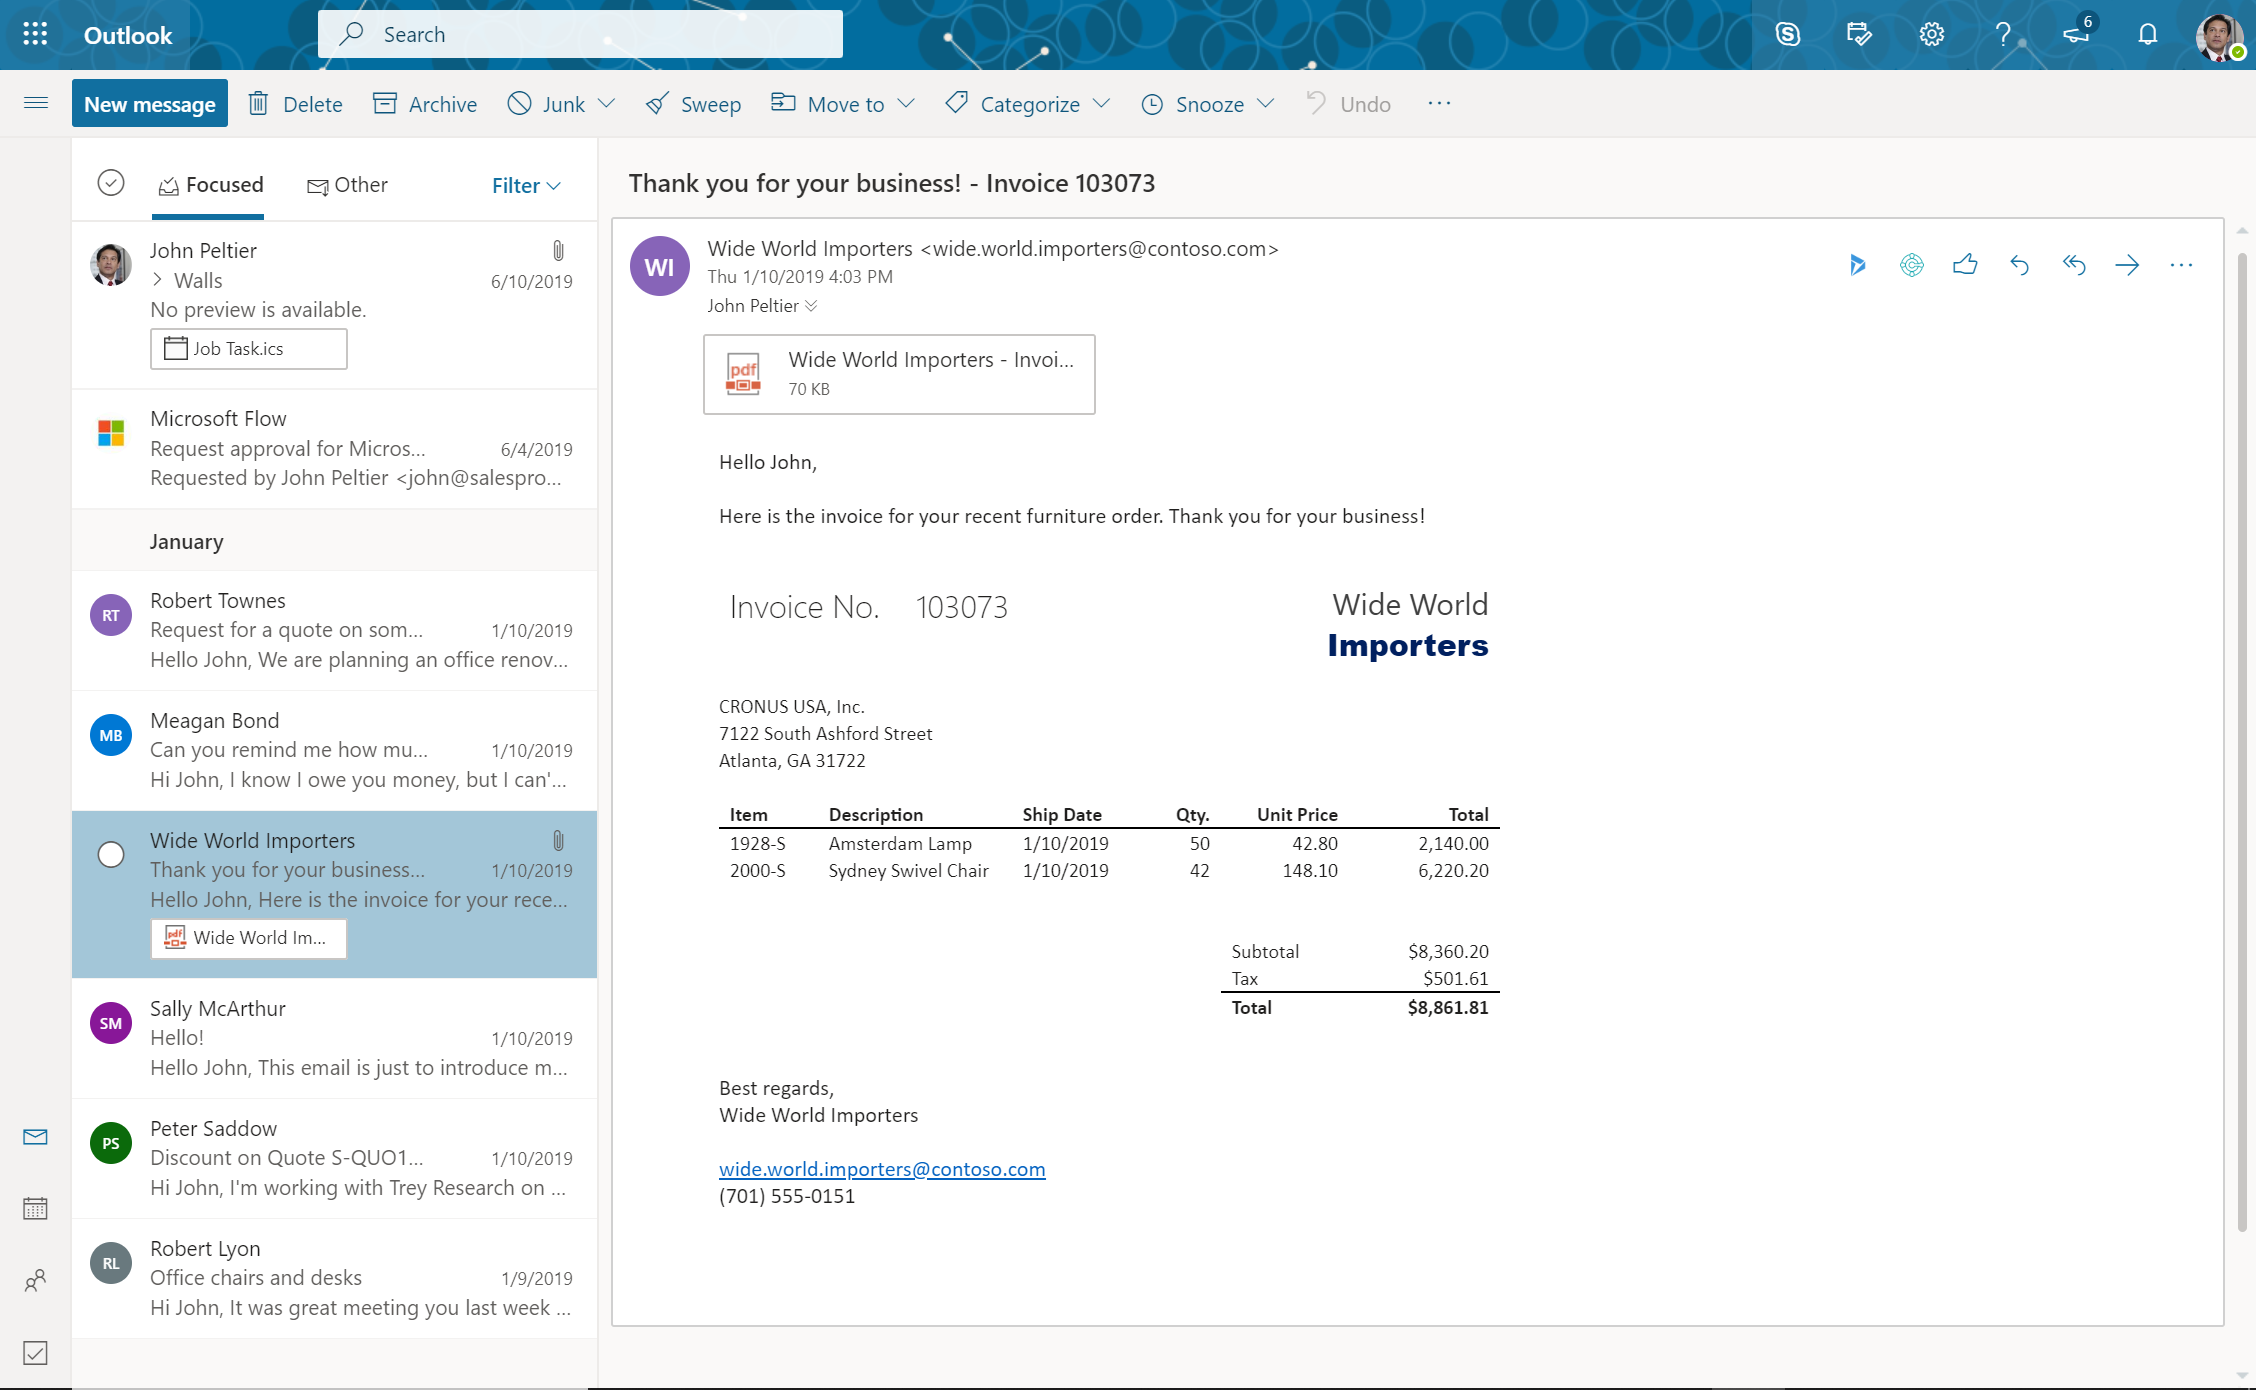 Outlook
Search
6
New message
Delete
Archive
Junk
Sweep
Move to
Categorize
Snooze
Undo
Focused
Other
Filter
John Peltier
Walls
6/10/2019
No preview is available.
Job Task.ics
Microsoft Flow
Request approval for Micros...
6/4/2019
Requested by John Peltier <john@salespro...
January
RT
Robert Townes
Request for a quote on som...
1/10/2019
Hello John, We are planning an office renov...
MB
Meagan Bond
Can you remind me how mu...
1/10/2019
Hi John, I know I owe you money, but I can'...
Wide World Importers
Thank you for your business...
1/10/2019
Hello John, Here is the invoice for your rece...
pdf
Wide World Im...
SM
Sally McArthur
Hello!
1/10/2019
Hello John, This email is just to introduce m...
PS
Peter Saddow
Discount on Quote S-QUO1...
1/10/2019
Hi John, I'm working with Trey Research on ...
RL
Robert Lyon
Office chairs and desks
1/9/2019
Hi John, It was great meeting you last week ...
Thank you for your business! - Invoice 103073
WI
Wide World Importers <wide.world.importers@contoso.com>
Thu 1/10/2019 4:03 PM
John Peltier
pdf
Wide World Importers - Invoi...
70 KB
Hello John,
Here is the invoice for your recent furniture order. Thank you for your business!
Invoice No. 103073
Wide World
Importers
CRONUS USA, Inc.
7122 South Ashford Street
Atlanta, GA 31722
Item Description Ship Date Qty. Unit Price Total
1928-S Amsterdam Lamp 1/10/2019 50 42.80 2,140.00
2000-S Sydney Swivel Chair 1/10/2019 42 148.10 6,220.20
Subtotal $8,360.20
Tax $501.61
Total $8,861.81
Best regards,
Wide World Importers
wide.world.importers@contoso.com
(701) 555-0151